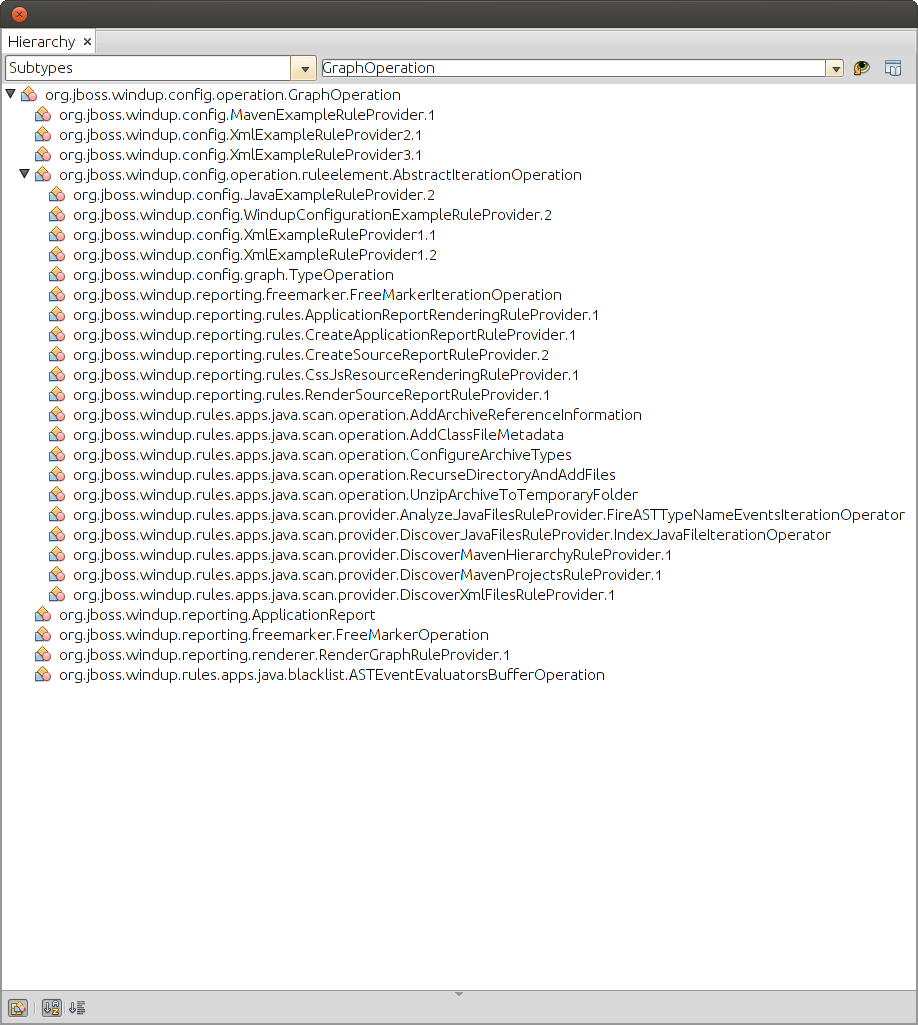 Hierarchy
Subtypes GraphOperation
org.jboss.windup.config.operation.GraphOperation
org.jboss.windup.config.MavenExampleRuleProvider.1
org.jboss.windup.config.XmlExampleRuleProvider2.1
org.jboss.windup.config.XmlExampleRuleProvider3.1
org.jboss.windup.config.operation.ruleelement.AbstractIterationOperation
org.jboss.windup.config.JavaExampleRuleProvider.2
org.jboss.windup.config.WindupConfigurationExampleRuleProvider.2
org.jboss.windup.config.XmlExampleRuleProvider1.1
org.jboss.windup.config.XmlExampleRuleProvider1.2
org.jboss.windup.config.graph.TypeOperation
org.jboss.windup.reporting.freemarker.FreeMarkerIterationOperation
org.jboss.windup.reporting.rules.ApplicationReportRenderingRuleProvider.1
org.jboss.windup.reporting.rules.CreateApplicationReportRuleProvider.1
org.jboss.windup.reporting.rules.CreateSourceReportRuleProvider.2
org.jboss.windup.reporting.rules.CssJsResourceRenderingRuleProvider.1
org.jboss.windup.reporting.rules.RenderSourceReportRuleProvider.1
org.jboss.windup.rules.apps.java.scan.operation.AddArchiveReferenceInformation
org.jboss.windup.rules.apps.java.scan.operation.AddClassFileMetadata
org.jboss.windup.rules.apps.java.scan.operation.ConfigureArchiveTypes
org.jboss.windup.rules.apps.java.scan.operation.RecurseDirectoryAndAddFiles
org.jboss.windup.rules.apps.java.scan.operation.UnzipArchiveToTemporaryFolder
org.jboss.windup.rules.apps.java.scan.provider.AnalyzeJavaFilesRuleProvider.FireASTTypeNameEventsIterationOperator
org.jboss.windup.rules.apps.java.scan.provider.DiscoverJavaFilesRuleProvider.IndexJavaFileIterationOperator
org.jboss.windup.rules.apps.java.scan.provider.DiscoverMavenHierarchyRuleProvider.1
org.jboss.windup.rules.apps.java.scan.provider.DiscoverMavenProjectsRuleProvider.1
org.jboss.windup.rules.apps.java.scan.provider.DiscoverXmlFilesRuleProvider.1
org.jboss.windup.reporting.ApplicationReport
org.jboss.windup.reporting.freemarker.FreeMarkerOperation
org.jboss.windup.reporting.renderer.RenderGraphRuleProvider.1
org.jboss.windup.rules.apps.java.blacklist.ASTEventEvaluatorsBufferOperation